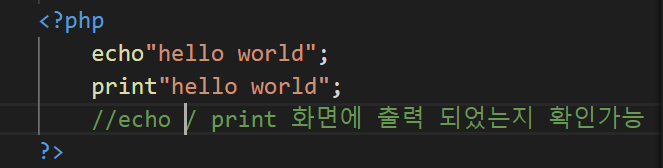 <?php
echo"hello world";
print"hello world";
//echo / print 화면에 출력 되었는지 확인가능
?>